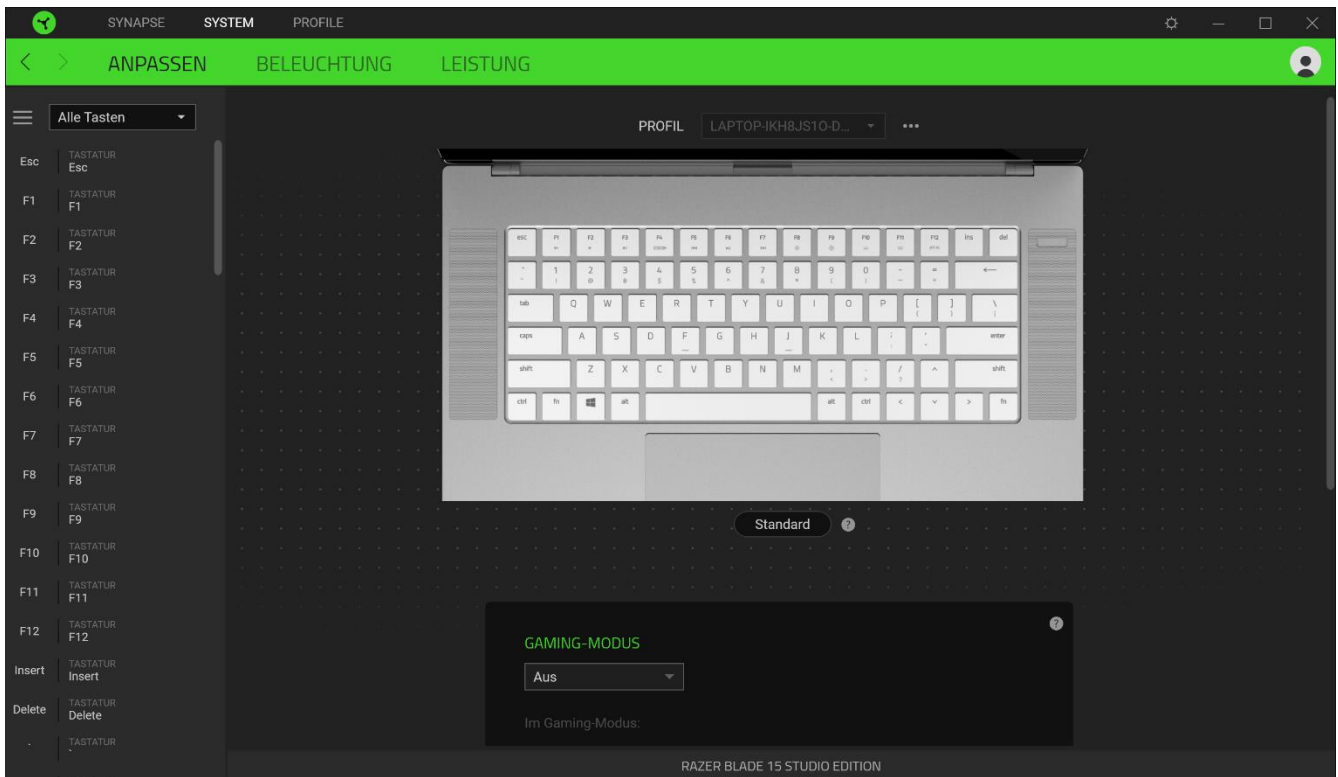 SYNAPSE SYSTEM PROFILE
ANPASSEN BELEUCHTUNG LEISTUNG
Alle Tasten
PROFIL LAPTOP-IKH8JS1O-D... •••
Esc TASTATUR
Esc
F1 TASTATUR
F1
F2 TASTATUR
F2
F3 TASTATUR
F3
F4 TASTATUR
F4
F5 TASTATUR
F5
F6 TASTATUR
F6
F7 TASTATUR
F7
F8 TASTATUR
F8
F9 TASTATUR
F9
F10 TASTATUR
F10
F11 TASTATUR
F11
F12 TASTATUR
F12
Insert TASTATUR
Insert
Delete TASTATUR
Delete
` TASTATUR
`
esc F1 F2 F3 F4 F5 F6 F7 F8 F9 F10 F11 F12 ins del
1 2 3 4 5 6 7 8 9 0 - =
tab Q W E R T Y U I O P [ ] \
caps A S D F G H J K L ; ' enter
shift Z X C V B N M , . / ^ shift
ctrl fn alt alt ctrl < v > fn
Standard ?
GAMING-MODUS ?
Aus
Im Gaming-Modus:
RAZER BLADE 15 STUDIO EDITION